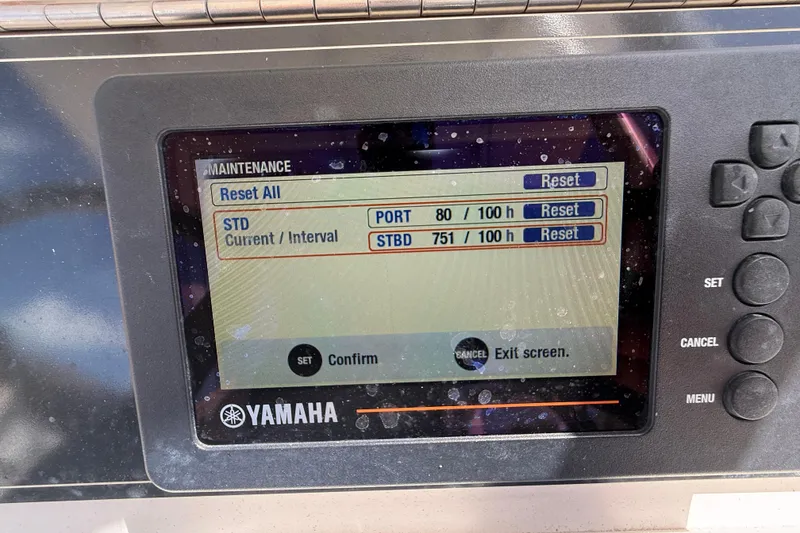 MAINTENANCE
Reset All Reset
STD PORT 80 / 100 h Reset
Current / Interval STBD 751 / 100 h Reset
SET Confirm CANCEL Exit screen.
YAMAHA
SET
CANCEL
MENU